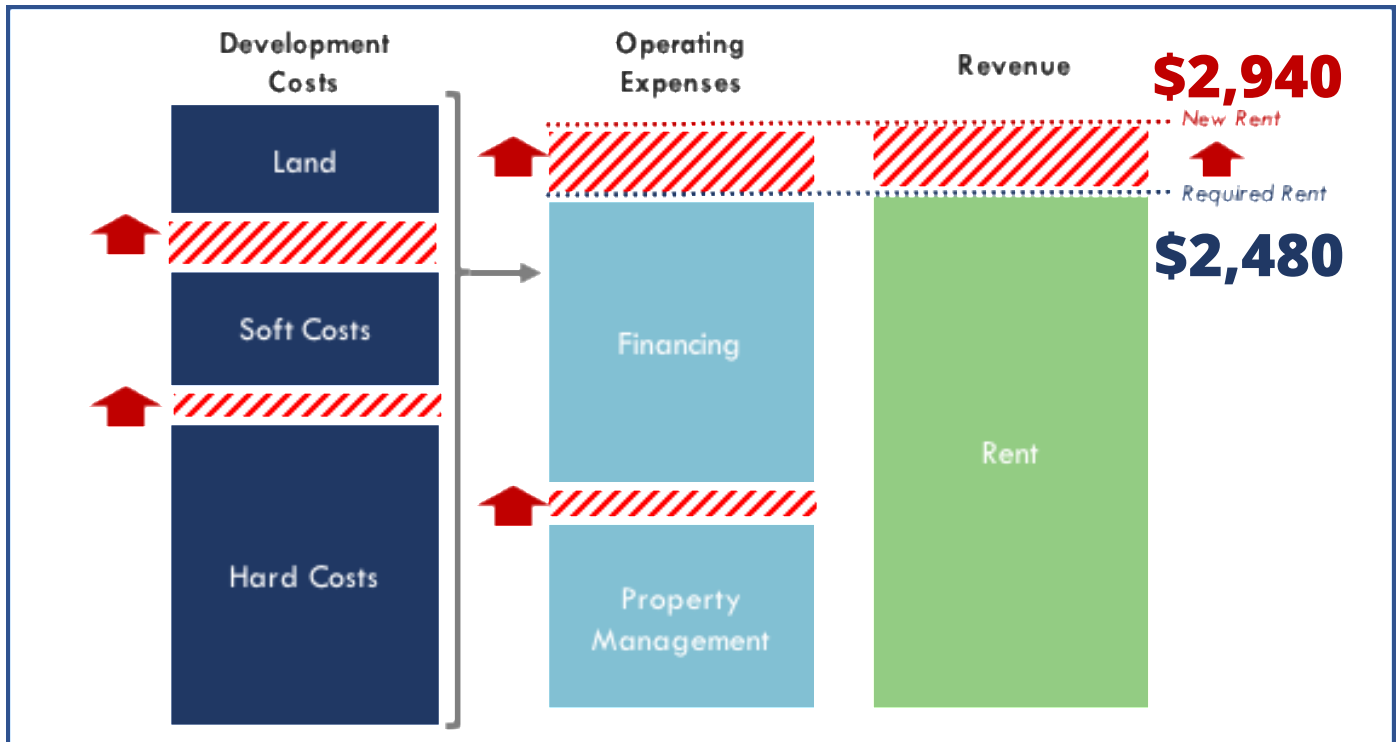 Development
Costs
Operating
Expenses
Revenue
$2,940
New Rent
Land
Required Rent
$2,480
Soft Costs
Financing
Rent
Hard Costs
Property
Management